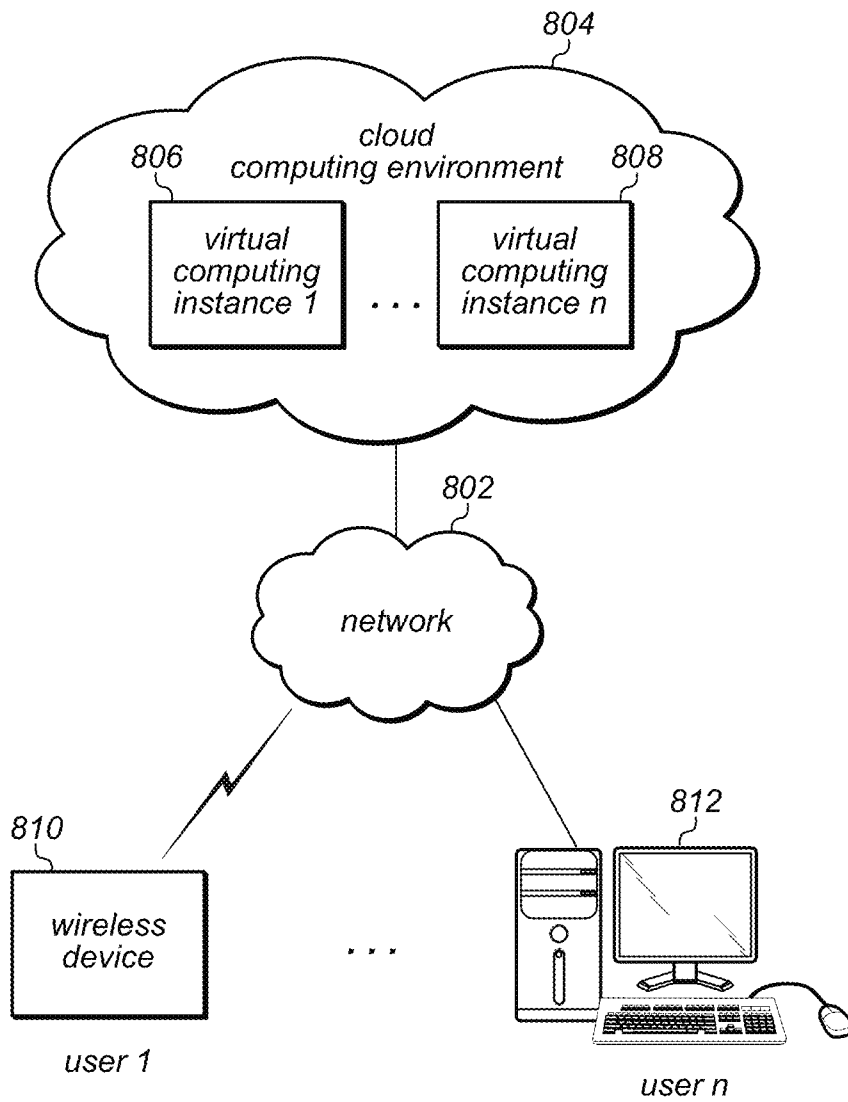 804
cloud
computing environment
806
808
virtual
computing
instance 1
. . .
virtual
computing
instance n
802
network
810
812
wireless
device
. . .
user 1
user n